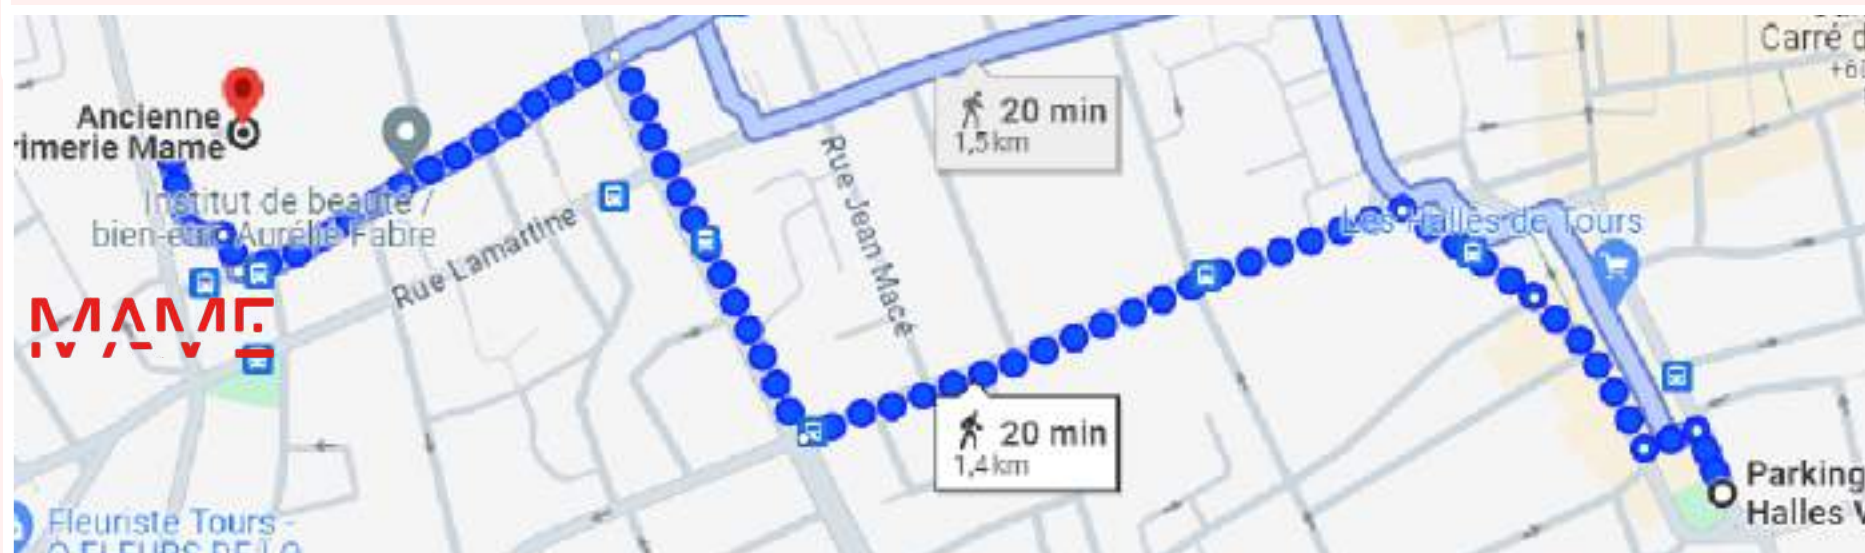 Carré d
Ancienne
rimerie Mame
20 min
1,5 km
Rue Jean Macé
Institut de beauté /
bien-être Aurélie Fabre
Rue Lamartine
Les Halles de Tours
MAME
20 min
1,4 km
Parking
Halles V
Fleuriste Tours -